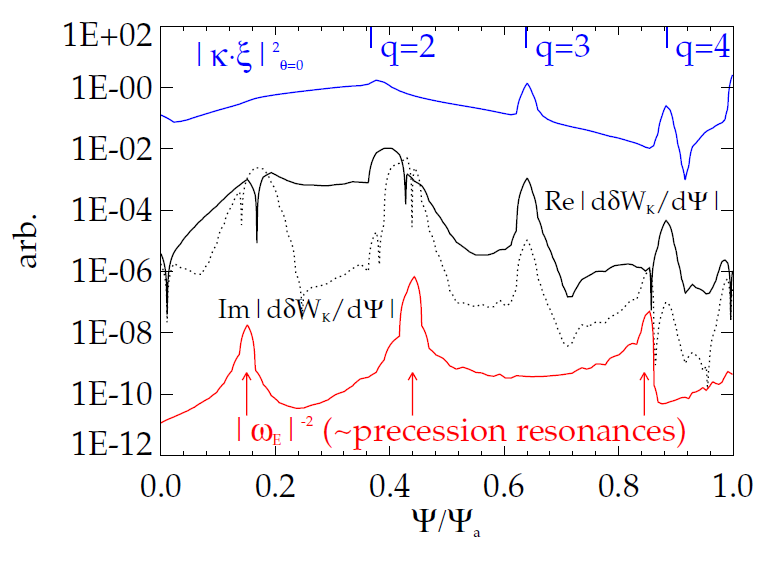 1E+02
1E-00
1E-02
1E-04
1E-06
1E-08
1E-10
1E-12
arb.
|κ·ξ|²θ=0
q=2
q=3
q=4
Re|dδWκ/dΨ|
Im|dδWκ/dΨ|
|ωE|-2 (~precession resonances)
0.0 0.2 0.4 0.6 0.8 1.0
Ψ/Ψa